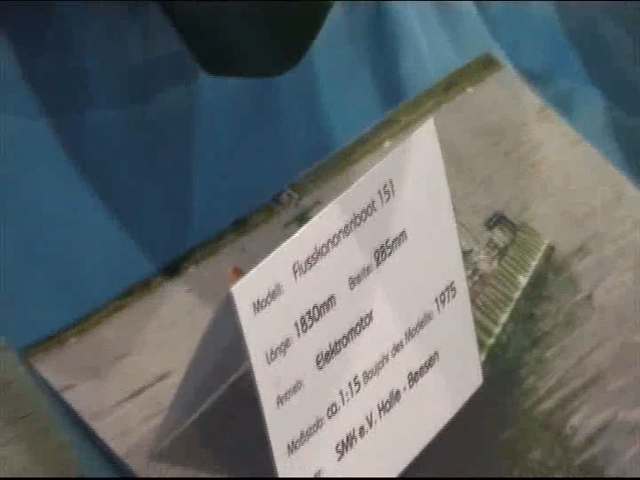 Modell: Flusskanonenboot 151
Länge: 1830mm Breite: 285mm
Antrieb: Elektromotor
Maßstab: ca.1:15 Baujahr des Modells: 1975
SMK e.V. Halle - Beesen